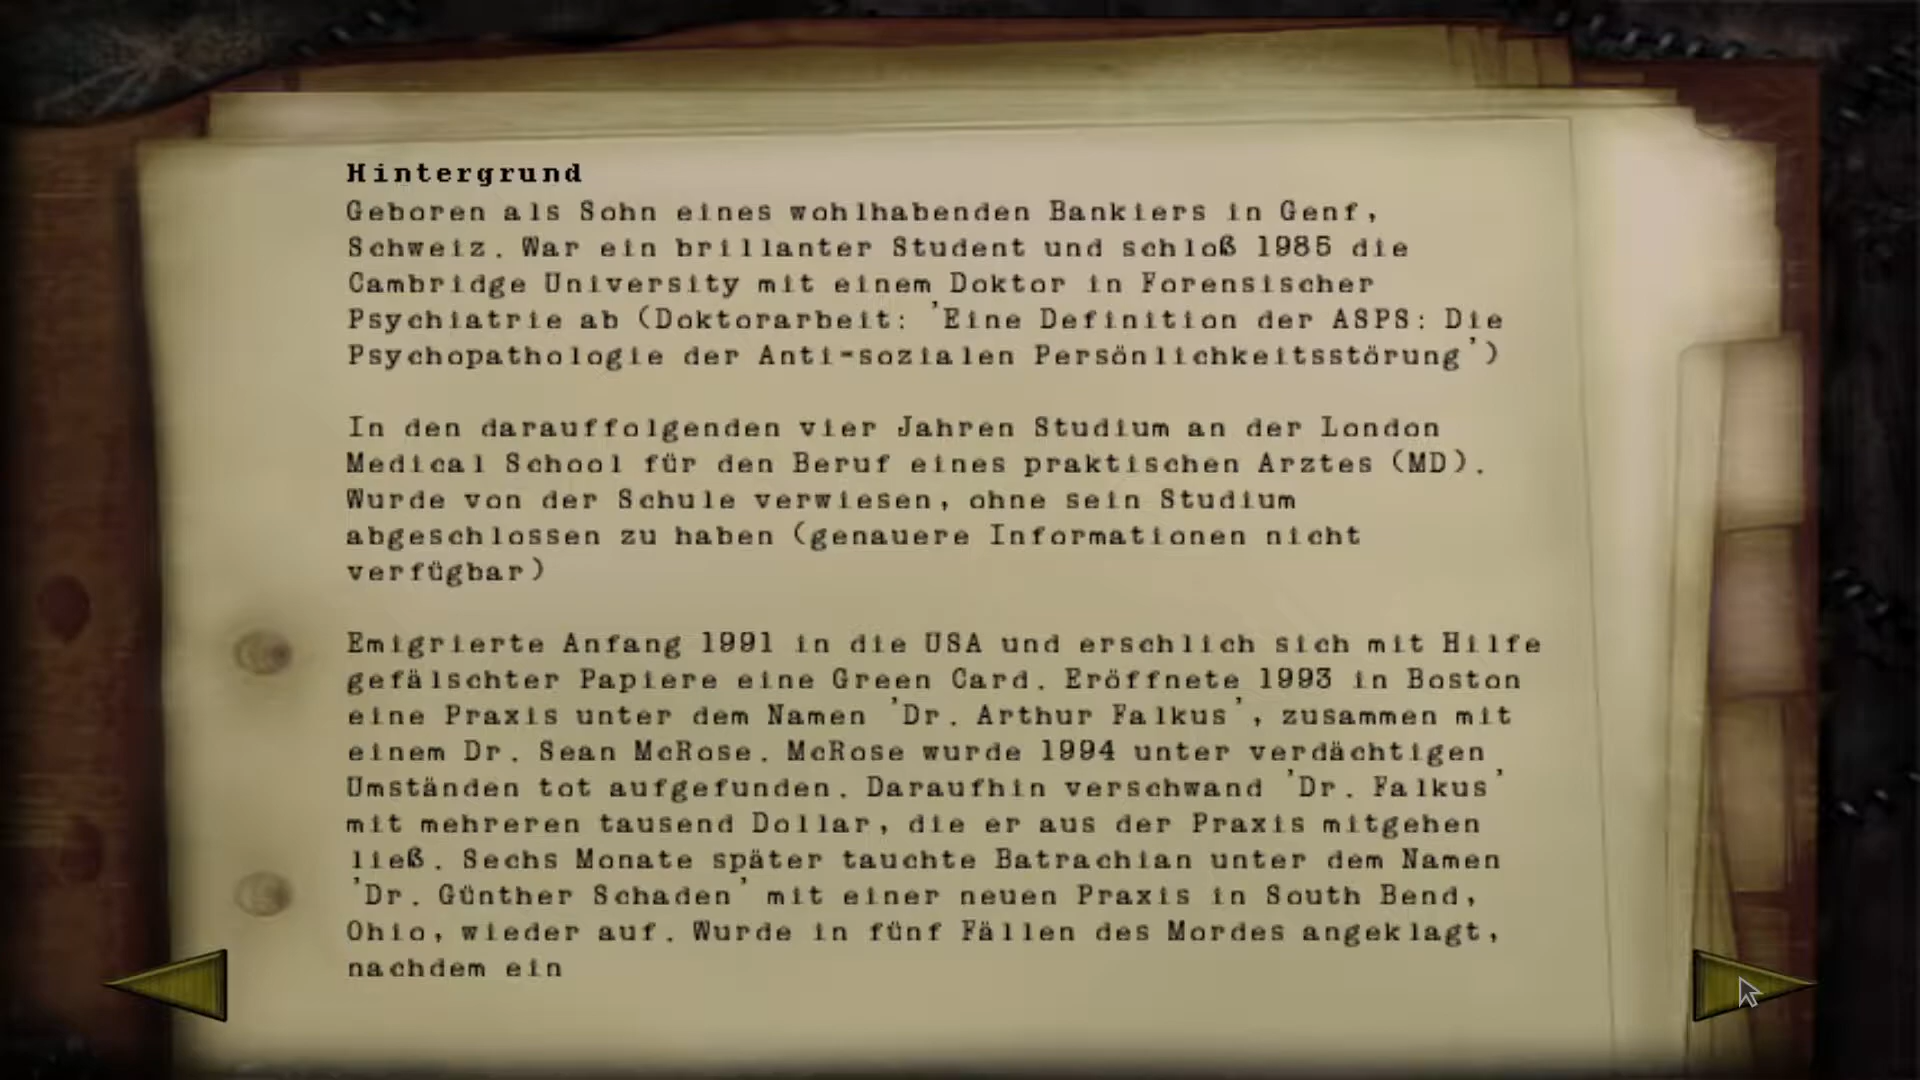 Hintergrund
Geboren als Sohn eines wohlhabenden Bankiers in Genf,
Schweiz. War ein brillanter Student und schloß 1985 die
Cambridge University mit einem Doktor in Forensischer
Psychiatrie ab (Doktorarbeit: 'Eine Definition der ASPS: Die
Psychopathologie der Anti-sozialen Persönlichkeitsstörung')
In den darauffolgenden vier Jahren Studium an der London
Medical School für den Beruf eines praktischen Arztes (MD).
Wurde von der Schule verwiesen, ohne sein Studium
abgeschlossen zu haben (genauere Informationen nicht
verfügbar)
Emigrierte Anfang 1991 in die USA und erschlich sich mit Hilfe
gefälschter Papiere eine Green Card. Eröffnete 1993 in Boston
eine Praxis unter dem Namen 'Dr. Arthur Falkus', zusammen mit
einem Dr. Sean McRose. McRose wurde 1994 unter verdächtigen
Umständen tot aufgefunden. Daraufhin verschwand 'Dr. Falkus'
mit mehreren tausend Dollar, die er aus der Praxis mitgehen
ließ. Sechs Monate später tauchte Batrachian unter dem Namen
'Dr. Günther Schaden' mit einer neuen Praxis in South Bend,
Ohio, wieder auf. Wurde in fünf Fällen des Mordes angeklagt,
nachdem ein